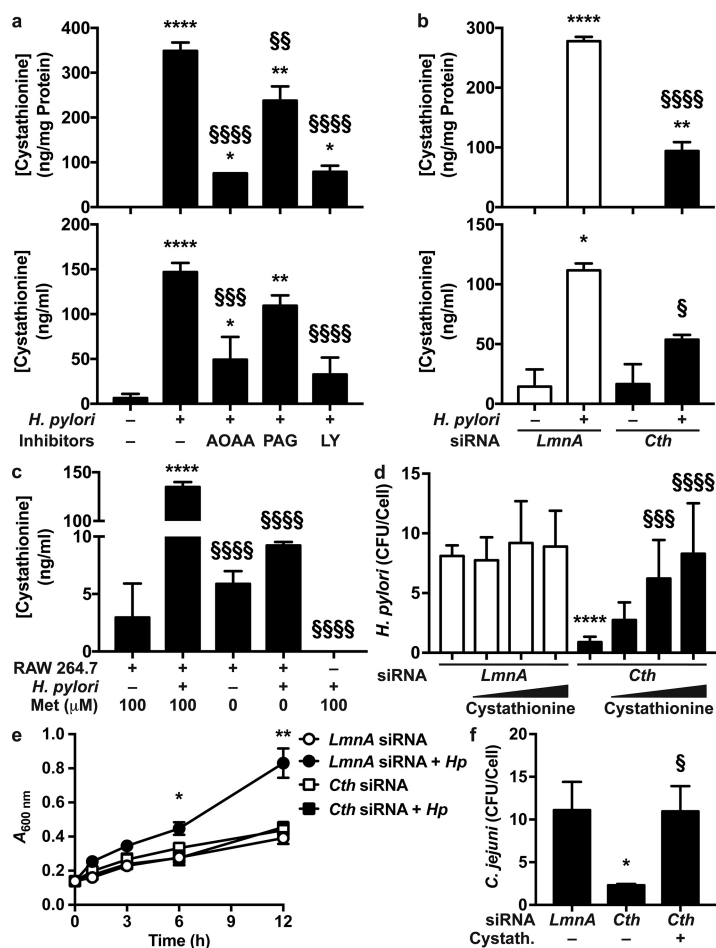 a
[Cystathionine]
(ng/mg Protein)
400
300
200
100
0
****
§§§§
*
§§
**
§§§§
*
[Cystathionine]
(ng/ml)
200
150
100
50
0
****
§§§
*
**
§§§§
H. pylori – + + + +
Inhibitors – – AOAA PAG LY
b
[Cystathionine]
(ng/mg Protein)
300
200
100
0
****
§§§§
**
[Cystathionine]
(ng/ml)
150
100
50
0
*
§
H. pylori – + – +
siRNA LmnA Cth
c
[Cystathionine]
(ng/ml)
150
100
10
5
0
****
§§§§
§§§§
§§§§
RAW 264.7 + + + + –
H. pylori – + – + +
Met (μM) 100 100 0 0 100
d
H. pylori (CFU/Cell)
15
10
5
0
****
§§§
§§§§
siRNA LmnA Cth
Cystathionine Cystathionine
e
A600 nm
1.0
0.8
0.6
0.4
0.2
0.0
*
**
0 3 6 9 12
Time (h)
LmnA siRNA
LmnA siRNA + Hp
Cth siRNA
Cth siRNA + Hp
f
C. jejuni (CFU/Cell)
20
15
10
5
0
*
§
siRNA LmnA Cth Cth
Cystath. – – +